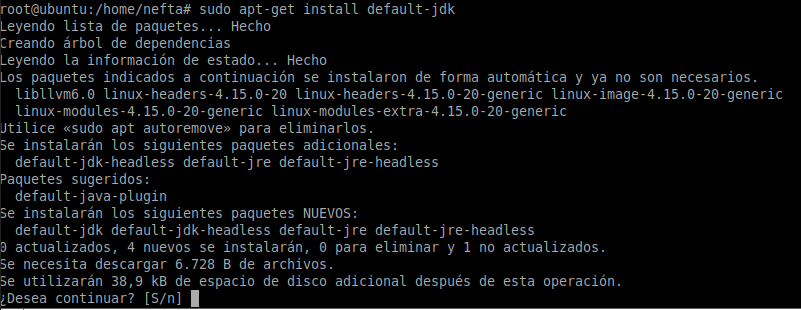 root@ubuntu:/home/nefta# sudo apt-get install default-jdk
Leyendo lista de paquetes... Hecho
Creando árbol de dependencias
Leyendo la información de estado... Hecho
Los paquetes indicados a continuación se instalaron de forma automática y ya no son necesarios.
  libllvm6.0 linux-headers-4.15.0-20 linux-headers-4.15.0-20-generic linux-image-4.15.0-20-generic
  linux-modules-4.15.0-20-generic linux-modules-extra-4.15.0-20-generic
Utilice «sudo apt autoremove» para eliminarlos.
Se instalarán los siguientes paquetes adicionales:
  default-jdk-headless default-jre default-jre-headless
Paquetes sugeridos:
  default-java-plugin
Se instalarán los siguientes paquetes NUEVOS:
  default-jdk default-jdk-headless default-jre default-jre-headless
0 actualizados, 4 nuevos se instalarán, 0 para eliminar y 1 no actualizados.
Se necesita descargar 6.728 B de archivos.
Se utilizarán 38,9 kB de espacio de disco adicional después de esta operación.
¿Desea continuar? [S/n]